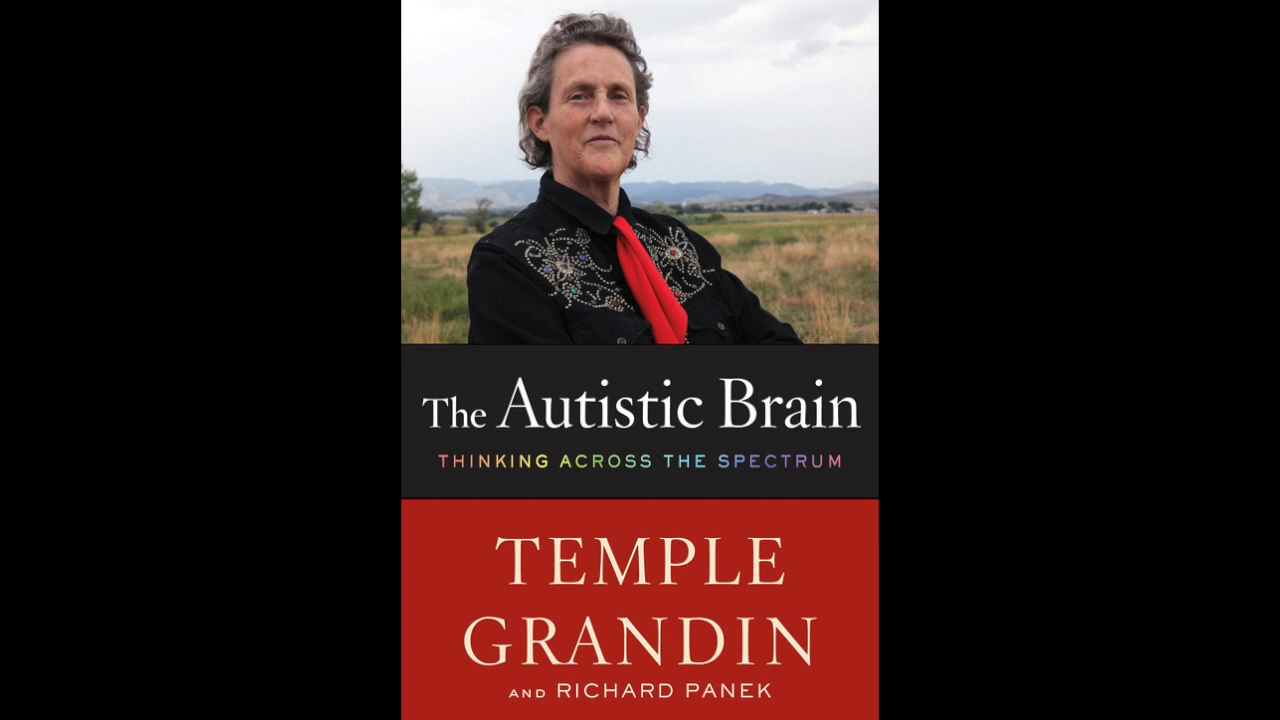 The Autistic Brain
THINKING ACROSS THE SPECTRUM
TEMPLE
GRANDIN
AND RICHARD PANEK